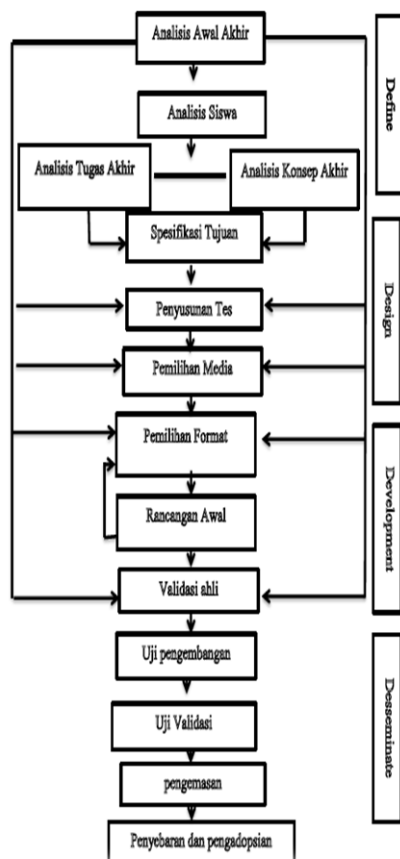 Analisis Awal Akhir
Define
Analisis Siswa
Analisis Tugas Akhir
Analisis Konsep Akhir
Spesifikasi Tujuan
Design
Penyusunan Tes
Pemilihan Media
Pemilihan Format
Development
Rancangan Awal
Validasi ahli
Uji pengembangan
Desseminate
Uji Validasi
pengemasan
Penyebaran dan pengadopsian